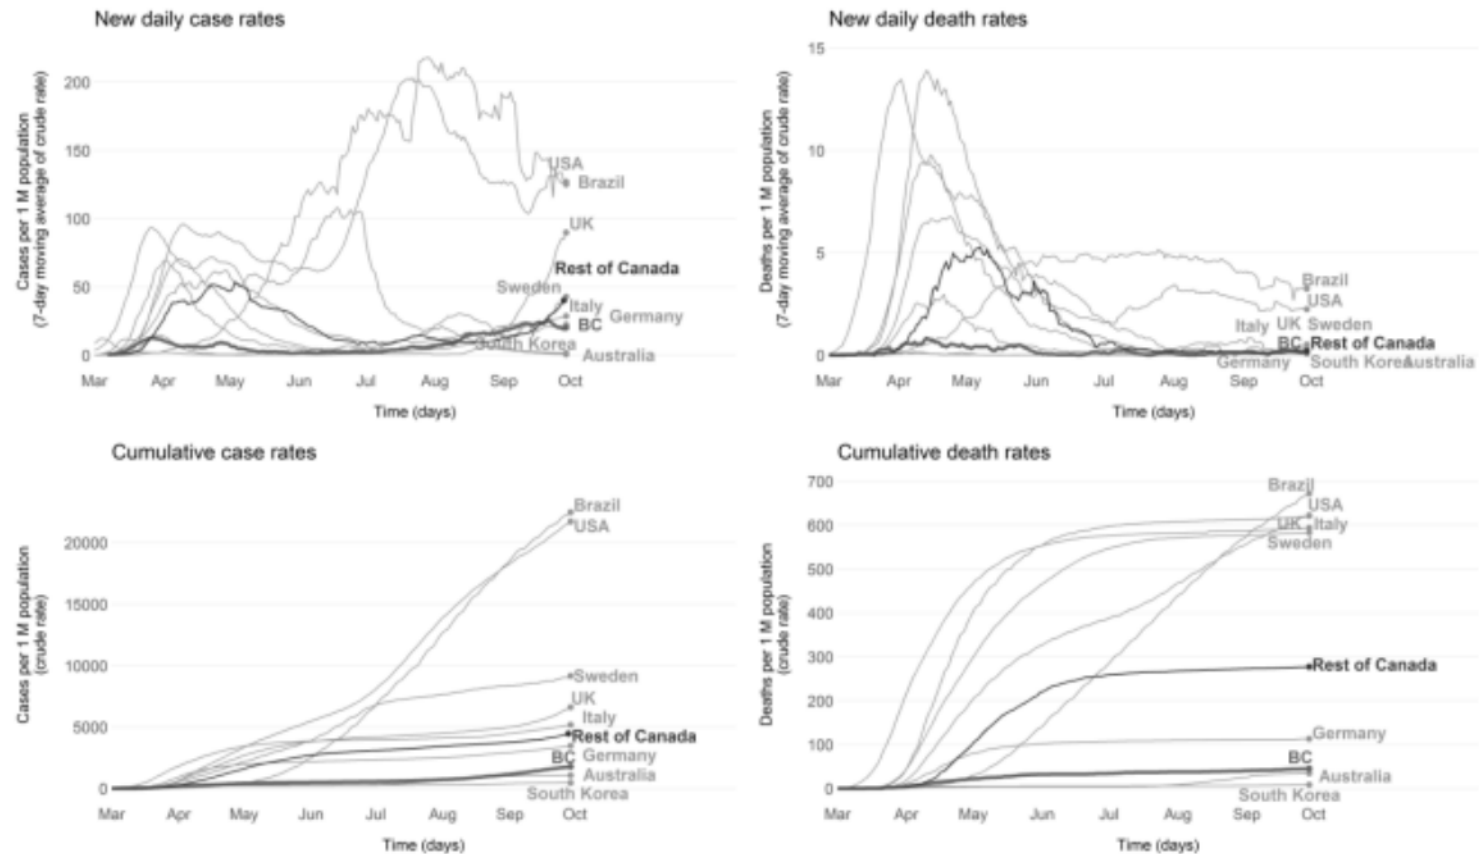 New daily case rates
Cases per 1 M population
(7-day moving average of crude rate)
200
150
100
50
0
USA
Brazil
UK
Rest of Canada
Sweden
Italy
Germany
BC
South Korea
Australia
Mar Apr May Jun Jul Aug Sep Oct
Time (days)
New daily death rates
Deaths per 1 M population
(7-day moving average of crude rate)
15
10
5
0
Brazil
USA
Italy UK Sweden
BC Rest of Canada
Germany South Korea Australia
Mar Apr May Jun Jul Aug Sep Oct
Time (days)
Cumulative case rates
Cases per 1 M population
(crude rate)
20000
15000
10000
5000
0
Brazil
USA
Sweden
UK
Italy
Rest of Canada
BC Germany
Australia
South Korea
Mar Apr May Jun Jul Aug Sep Oct
Time (days)
Cumulative death rates
Deaths per 1 M population
(crude rate)
700
600
500
400
300
200
100
0
Brazil
USA
UK Italy
Sweden
Rest of Canada
Germany
BC
Australia
South Korea
Mar Apr May Jun Jul Aug Sep Oct
Time (days)